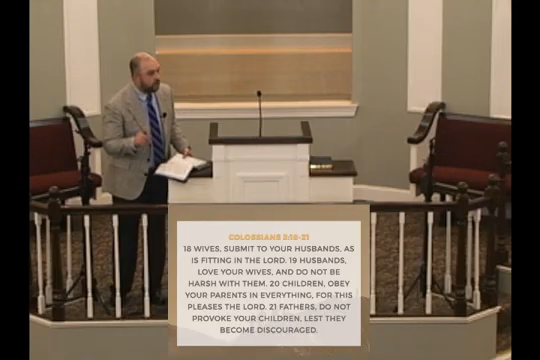 COLOSSIANS 3:18-21
18 WIVES, SUBMIT TO YOUR HUSBANDS, AS
IS FITTING IN THE LORD. 19 HUSBANDS,
LOVE YOUR WIVES, AND DO NOT BE
HARSH WITH THEM. 20 CHILDREN, OBEY
YOUR PARENTS IN EVERYTHING, FOR THIS
PLEASES THE LORD. 21 FATHERS, DO NOT
PROVOKE YOUR CHILDREN, LEST THEY
BECOME DISCOURAGED.